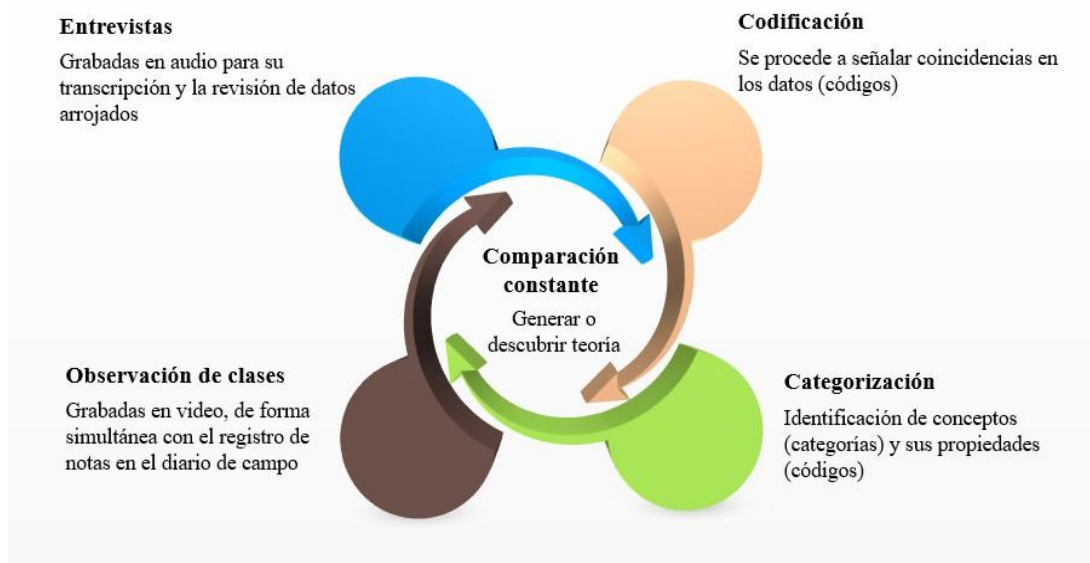 Entrevistas
Grabadas en audio para su
transcripción y la revisión de datos
arrojados
Codificación
Se procede a señalar coincidencias en
los datos (códigos)
Comparación
constante
Generar o
descubrir teoría
Observación de clases
Grabadas en video, de forma
simultánea con el registro de
notas en el diario de campo
Categorización
Identificación de conceptos
(categorías) y sus propiedades
(códigos)